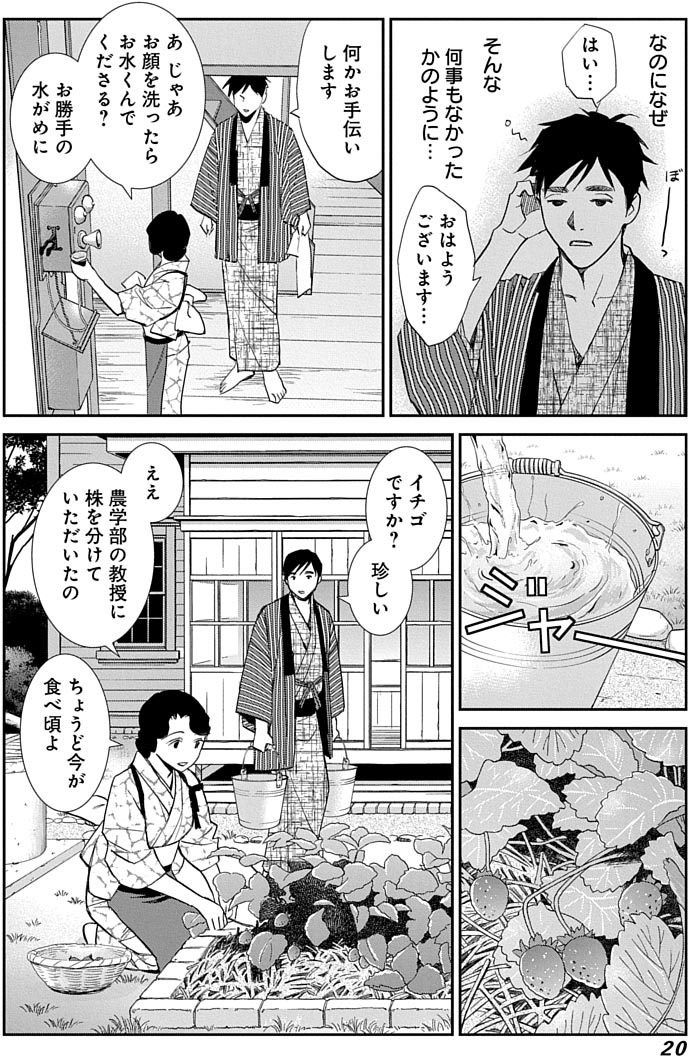 なのになぜ
はい…
そんな
何事もなかった
かのように…
ぼーっ
おはよう
ございます…
何かお手伝い
します
あ じゃあ
お顔を洗ったら
お水くんで
くださる？
お勝手の
水がめに
ジャー
イチゴ
ですか？
珍しい
ええ
農学部の教授に
株を分けて
いただいたの
ちょうど今が
食べ頃よ
20